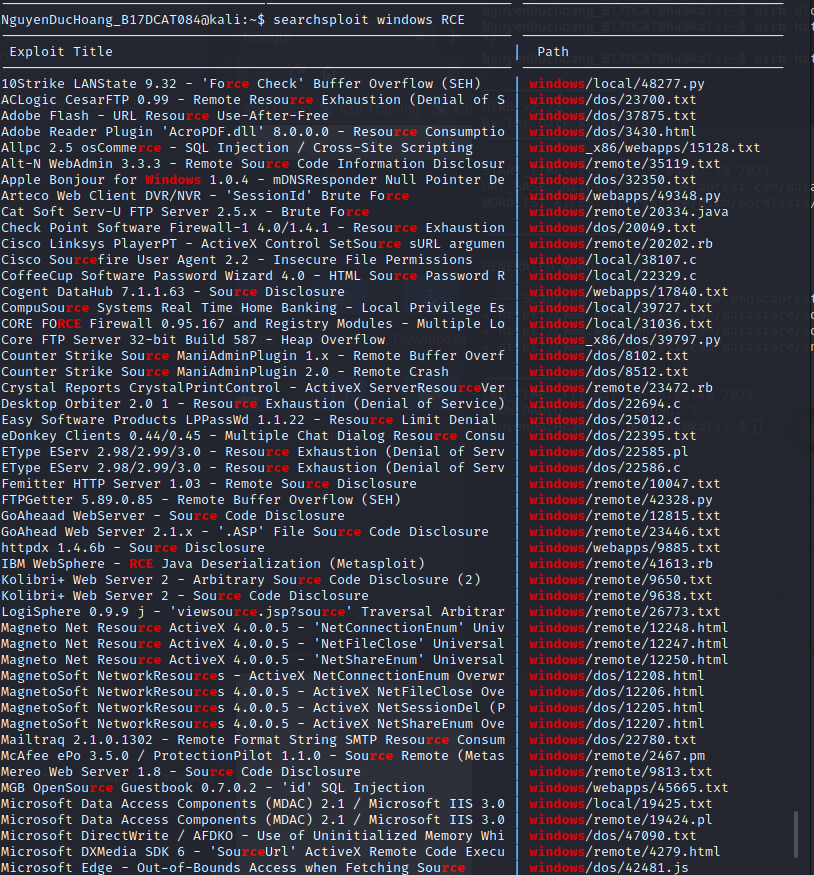 NguyenDucHoang_B17DCAT084@kali:~$ searchsploit windows RCE
Exploit Title | Path
10Strike LANState 9.32 - 'Force Check' Buffer Overflow (SEH) | windows/local/48277.py
ACLogic CesarFTP 0.99 - Remote Resource Exhaustion (Denial of S | windows/dos/23700.txt
Adobe Flash - URL Resource Use-After-Free | windows/dos/37875.txt
Adobe Reader Plugin 'AcroPDF.dll' 8.0.0.0 - Resource Consumptio | windows/dos/3430.html
Allpc 2.5 osCommerce - SQL Injection / Cross-Site Scripting | windows_x86/webapps/15128.txt
Alt-N WebAdmin 3.3.3 - Remote Source Code Information Disclosur | windows/remote/35119.txt
Apple Bonjour for Windows 1.0.4 - mDNSResponder Null Pointer De | windows/dos/32350.txt
Arteco Web Client DVR/NVR - 'SessionId' Brute Force | windows/webapps/49348.py
Cat Soft Serv-U FTP Server 2.5.x - Brute Force | windows/remote/20334.java
Check Point Software Firewall-1 4.0/1.4.1 - Resource Exhaustion | windows/dos/20049.txt
Cisco Linksys PlayerPT - ActiveX Control SetSource sURL argumen | windows/remote/20202.rb
Cisco Sourcefire User Agent 2.2 - Insecure File Permissions | windows/local/38107.c
CoffeeCup Software Password Wizard 4.0 - HTML Source Password R | windows/local/22329.c
Cogent DataHub 7.1.1.63 - Source Disclosure | windows/webapps/17840.txt
CompuSource Systems Real Time Home Banking - Local Privilege Es | windows/local/39727.txt
CORE FORCE Firewall 0.95.167 and Registry Modules - Multiple Lo | windows/local/31036.txt
Core FTP Server 32-bit Build 587 - Heap Overflow | windows_x86/dos/39797.py
Counter Strike Source ManiAdminPlugin 1.x - Remote Buffer Overf | windows/dos/8102.txt
Counter Strike Source ManiAdminPlugin 2.0 - Remote Crash | windows/dos/8512.txt
Crystal Reports CrystalPrintControl - ActiveX ServerResourceVer | windows/remote/23472.rb
Desktop Orbiter 2.0 1 - Resource Exhaustion (Denial of Service) | windows/dos/22694.c
Easy Software Products LPPassWd 1.1.22 - Resource Limit Denial | windows/dos/25012.c
eDonkey Clients 0.44/0.45 - Multiple Chat Dialog Resource Consu | windows/dos/22395.txt
EType EServ 2.98/2.99/3.0 - Resource Exhaustion (Denial of Serv | windows/dos/22585.pl
EType EServ 2.98/2.99/3.0 - Resource Exhaustion (Denial of Serv | windows/dos/22586.c
Femitter HTTP Server 1.03 - Remote Source Disclosure | windows/remote/10047.txt
FTPGetter 5.89.0.85 - Remote Buffer Overflow (SEH) | windows/remote/42328.py
GoAheaad WebServer - Source Code Disclosure | windows/remote/12815.txt
GoAhead Web Server 2.1.x - '.ASP' File Source Code Disclosure | windows/remote/23446.txt
httpdx 1.4.6b - Source Disclosure | windows/webapps/9885.txt
IBM WebSphere - RCE Java Deserialization (Metasploit) | windows/remote/41613.rb
Kolibri+ Web Server 2 - Arbitrary Source Code Disclosure (2) | windows/remote/9650.txt
Kolibri+ Web Server 2 - Source Code Disclosure | windows/remote/9638.txt
LogiSphere 0.9.9 j - 'viewsource.jsp?source' Traversal Arbitrar | windows/remote/26773.txt
Magneto Net Resource ActiveX 4.0.0.5 - 'NetConnectionEnum' Univ | windows/remote/12248.html
Magneto Net Resource ActiveX 4.0.0.5 - 'NetFileClose' Universal | windows/remote/12247.html
Magneto Net Resource ActiveX 4.0.0.5 - 'NetShareEnum' Universal | windows/remote/12250.html
MagnetoSoft NetworkResources - ActiveX NetConnectionEnum Overwr | windows/dos/12208.html
MagnetoSoft NetworkResources 4.0.0.5 - ActiveX NetFileClose Ove | windows/dos/12206.html
MagnetoSoft NetworkResources 4.0.0.5 - ActiveX NetSessionDel (P | windows/dos/12205.html
MagnetoSoft NetworkResources 4.0.0.5 - ActiveX NetShareEnum Ove | windows/dos/12207.html
Mailtraq 2.1.0.1302 - Remote Format String SMTP Resource Consum | windows/dos/22780.txt
McAfee ePo 3.5.0 / ProtectionPilot 1.1.0 - Source Remote (Metas | windows/remote/2467.pm
Mereo Web Server 1.8 - Source Code Disclosure | windows/remote/9813.txt
MGB OpenSource Guestbook 0.7.0.2 - 'id' SQL Injection | windows/webapps/45665.txt
Microsoft Data Access Components (MDAC) 2.1 / Microsoft IIS 3.0 | windows/local/19425.txt
Microsoft Data Access Components (MDAC) 2.1 / Microsoft IIS 3.0 | windows/remote/19424.pl
Microsoft DirectWrite / AFDKO - Use of Uninitialized Memory Whi | windows/dos/47090.txt
Microsoft DXMedia SDK 6 - 'SourceUrl' ActiveX Remote Code Execu | windows/remote/4279.html
Microsoft Edge - Out-of-Bounds Access when Fetching Source | windows/dos/42481.js